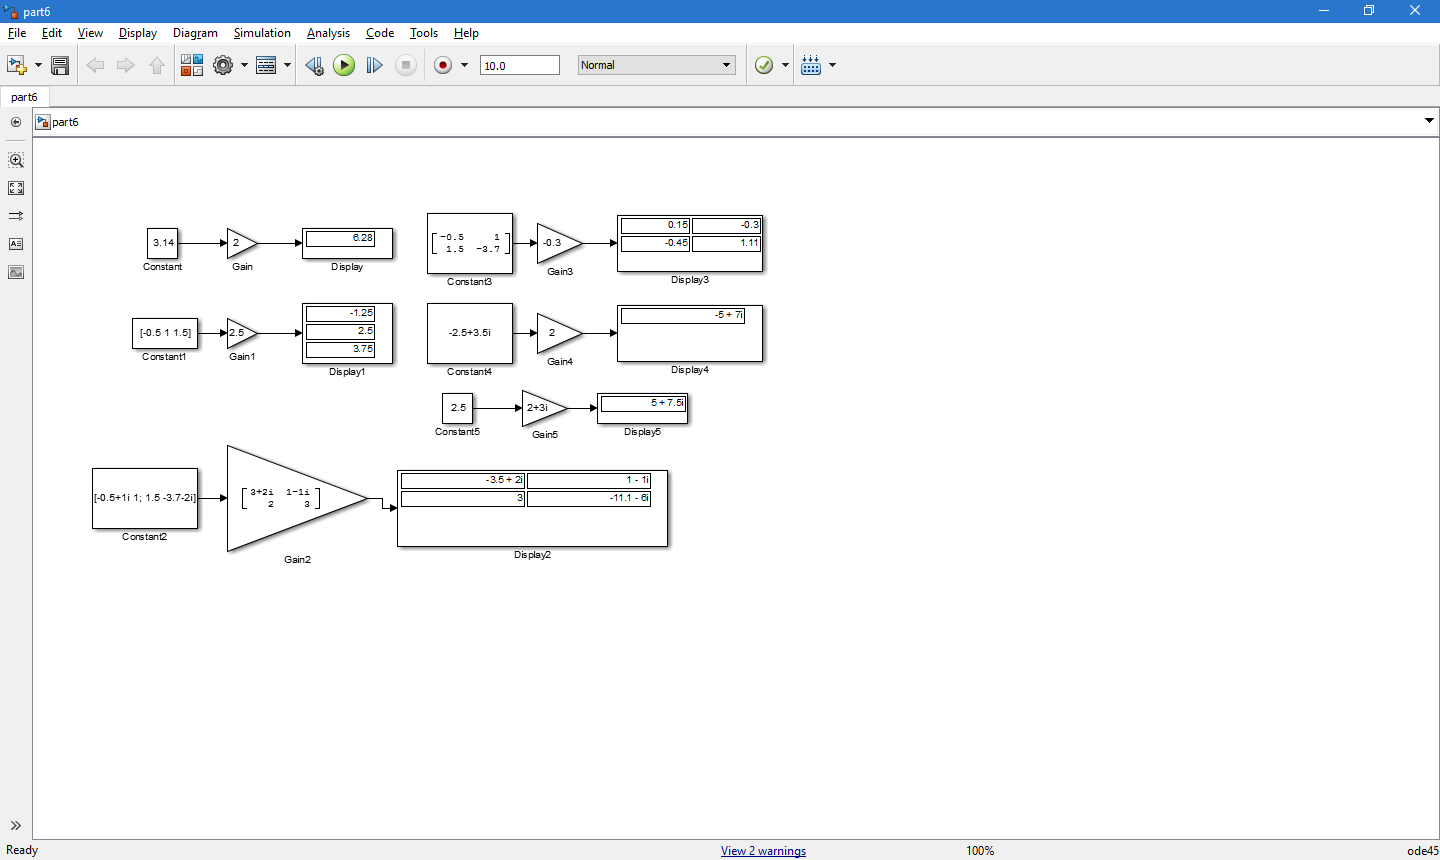 part6
File Edit View Display Diagram Simulation Analysis Code Tools Help
10.0 Normal
part6
part6
3.14
Constant
2
Gain
6.28
Display
-0.5 1
1.5 -3.7
Constant3
-0.3
Gain3
0.15 -0.3
-0.45 1.11
Display3
[-0.5 1 1.5]
Constant1
2.5
Gain1
-1.25
2.5
3.75
Display1
-2.5+3.5i
Constant4
2
Gain4
-5 + 7i
Display4
2.5
Constant5
2+3i
Gain5
5 + 7.5i
Display5
[-0.5+1i 1; 1.5 -3.7-2i]
Constant2
3+2i 1-1i
2 3
Gain2
-3.5 + 2i 1 - 1i
3 -11.1 - 6i
Display2
Ready View 2 warnings 100% ode45